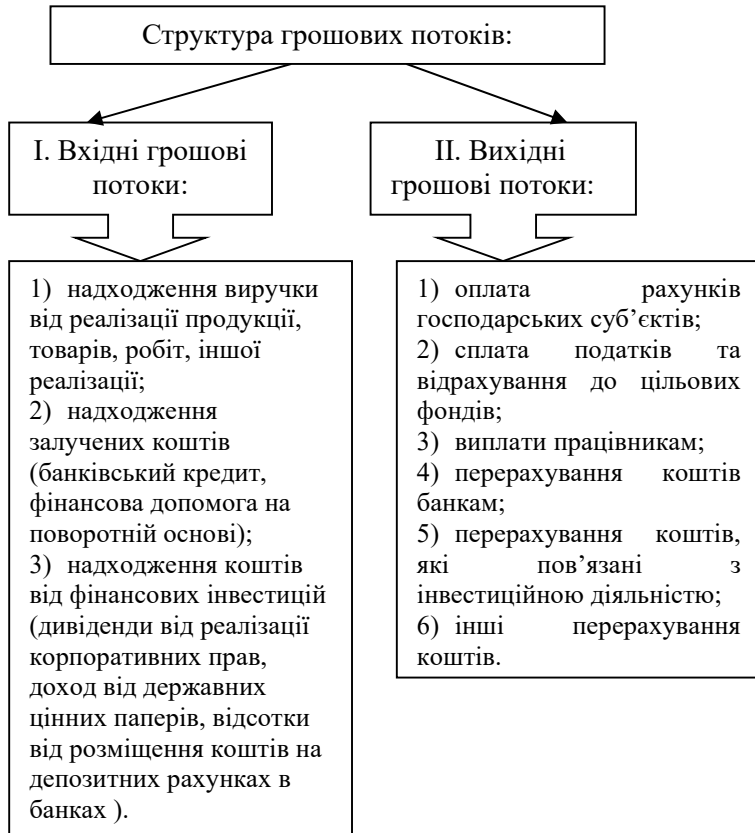 Структура грошових потоків:
І. Вхідні грошові
потоки:
1) надходження виручки
від реалізації продукції,
товарів, робіт, іншої
реалізації;
2) надходження
залучених коштів
(банківський кредит,
фінансова допомога на
поворотній основі);
3) надходження коштів
від фінансових інвестицій
(дивіденди від реалізації
корпоративних прав,
доход від державних
цінних паперів, відсотки
від розміщення коштів на
депозитних рахунках в
банках ).
ІІ. Вихідні
грошові потоки:
1) оплата рахунків
господарських суб’єктів;
2) сплата податків та
відрахування до цільових
фондів;
3) виплати працівникам;
4) перерахування коштів
банкам;
5) перерахування коштів,
які пов’язані з
інвестиційною діяльністю;
6) інші перерахування
коштів.